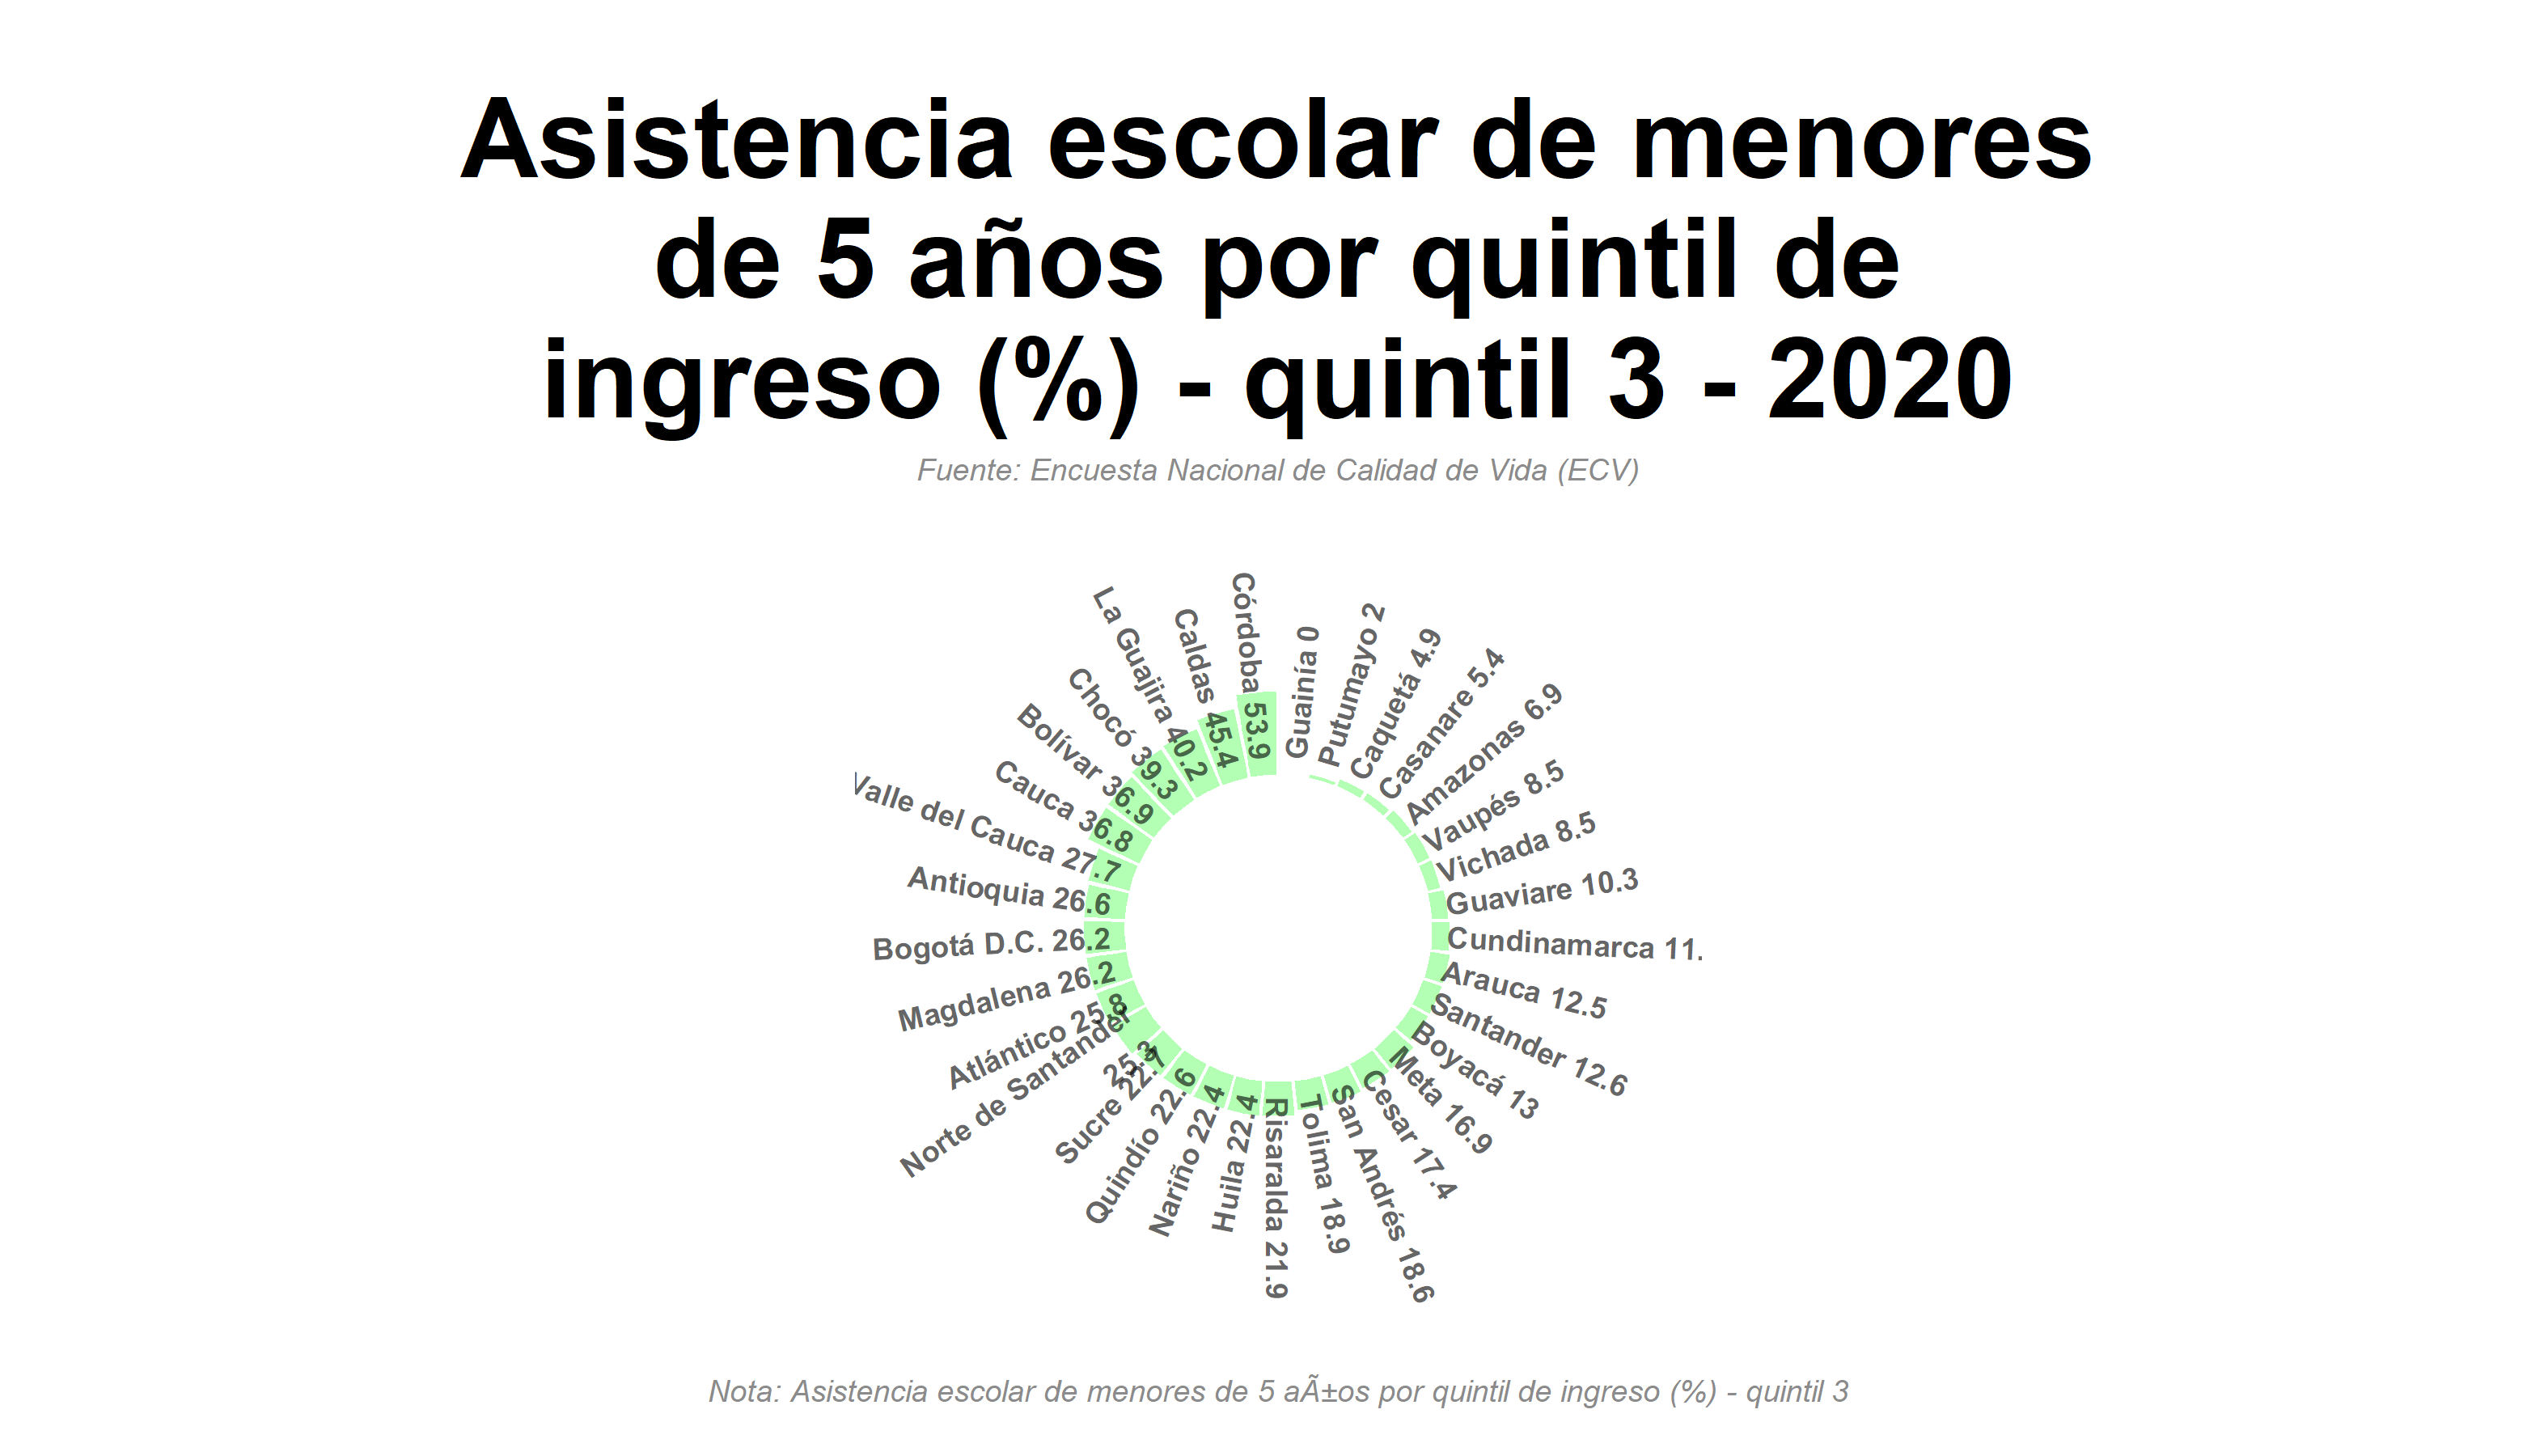 Asistencia escolar de menores
de 5 años por quintil de
ingreso (%) - quintil 3 - 2020
Fuente: Encuesta Nacional de Calidad de Vida (ECV)
Guainía 0
Putumayo 2
Caquetá 4.9
Casanare 5.4
Amazonas 6.9
Vaupés 8.5
Vichada 8.5
Guaviare 10.3
Cundinamarca 11.
Arauca 12.5
Santander 12.6
Boyacá 13
Meta 16.9
Cesar 17.4
San Andrés 18.6
Tolima 18.9
Risaralda 21.9
Huila 22.4
Nariño 22.4
Quindío 22.6
Sucre 22.7
Norte de Santander
25.3
Atlántico 25.8
Magdalena 26.2
Bogotá D.C. 26.2
Antioquia 26.6
Valle del Cauca 27.7
Cauca 36.8
Bolívar 36.9
Chocó 39.3
La Guajira 40.2
Caldas 45.4
Córdoba 53.9
Nota: Asistencia escolar de menores de 5 aÃ±os por quintil de ingreso (%) - quintil 3